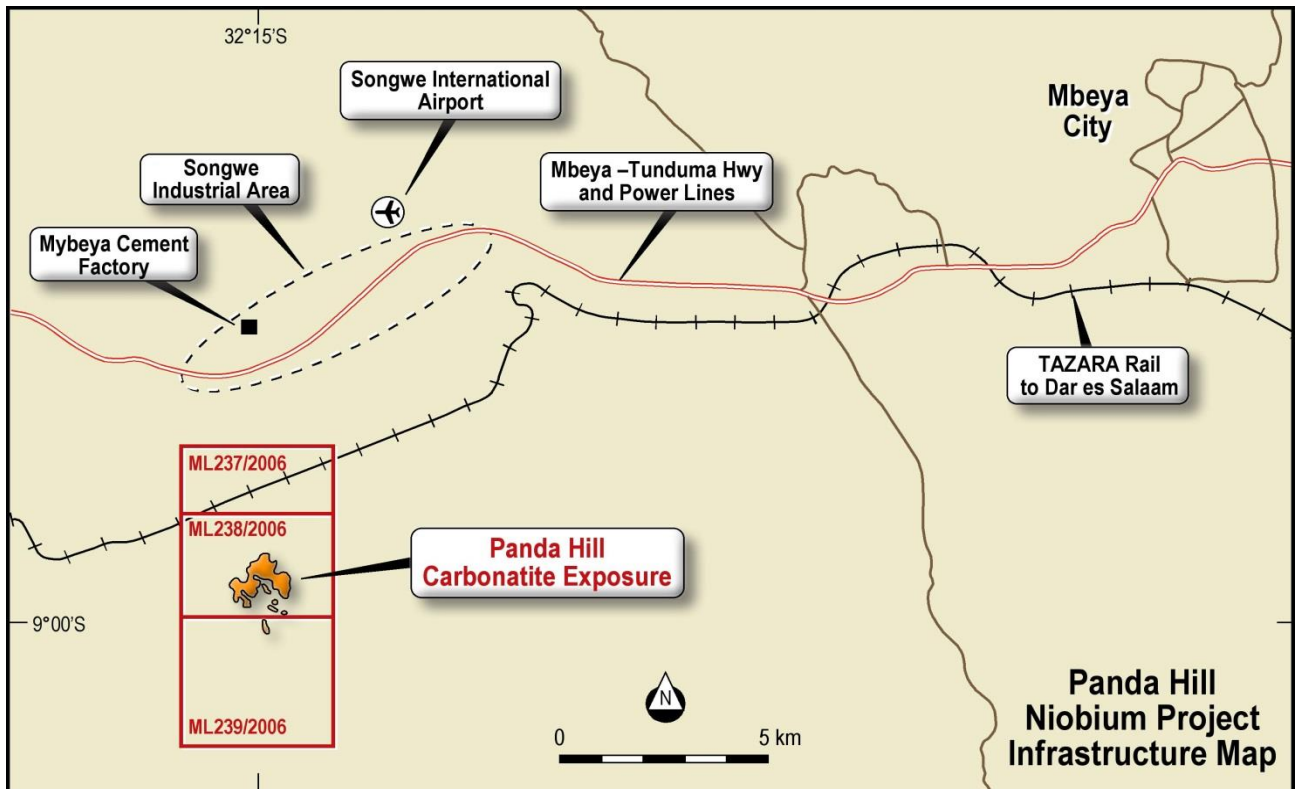 32°15'S
Songwe International
Airport
Mbeya
City
Songwe
Industrial Area
Mbeya –Tunduma Hwy
and Power Lines
Mybeya Cement
Factory
TAZARA Rail
to Dar es Salaam
ML237/2006
ML238/2006
Panda Hill
Carbonatite Exposure
9°00'S
ML239/2006
N
0 5 km
Panda Hill
Niobium Project
Infrastructure Map